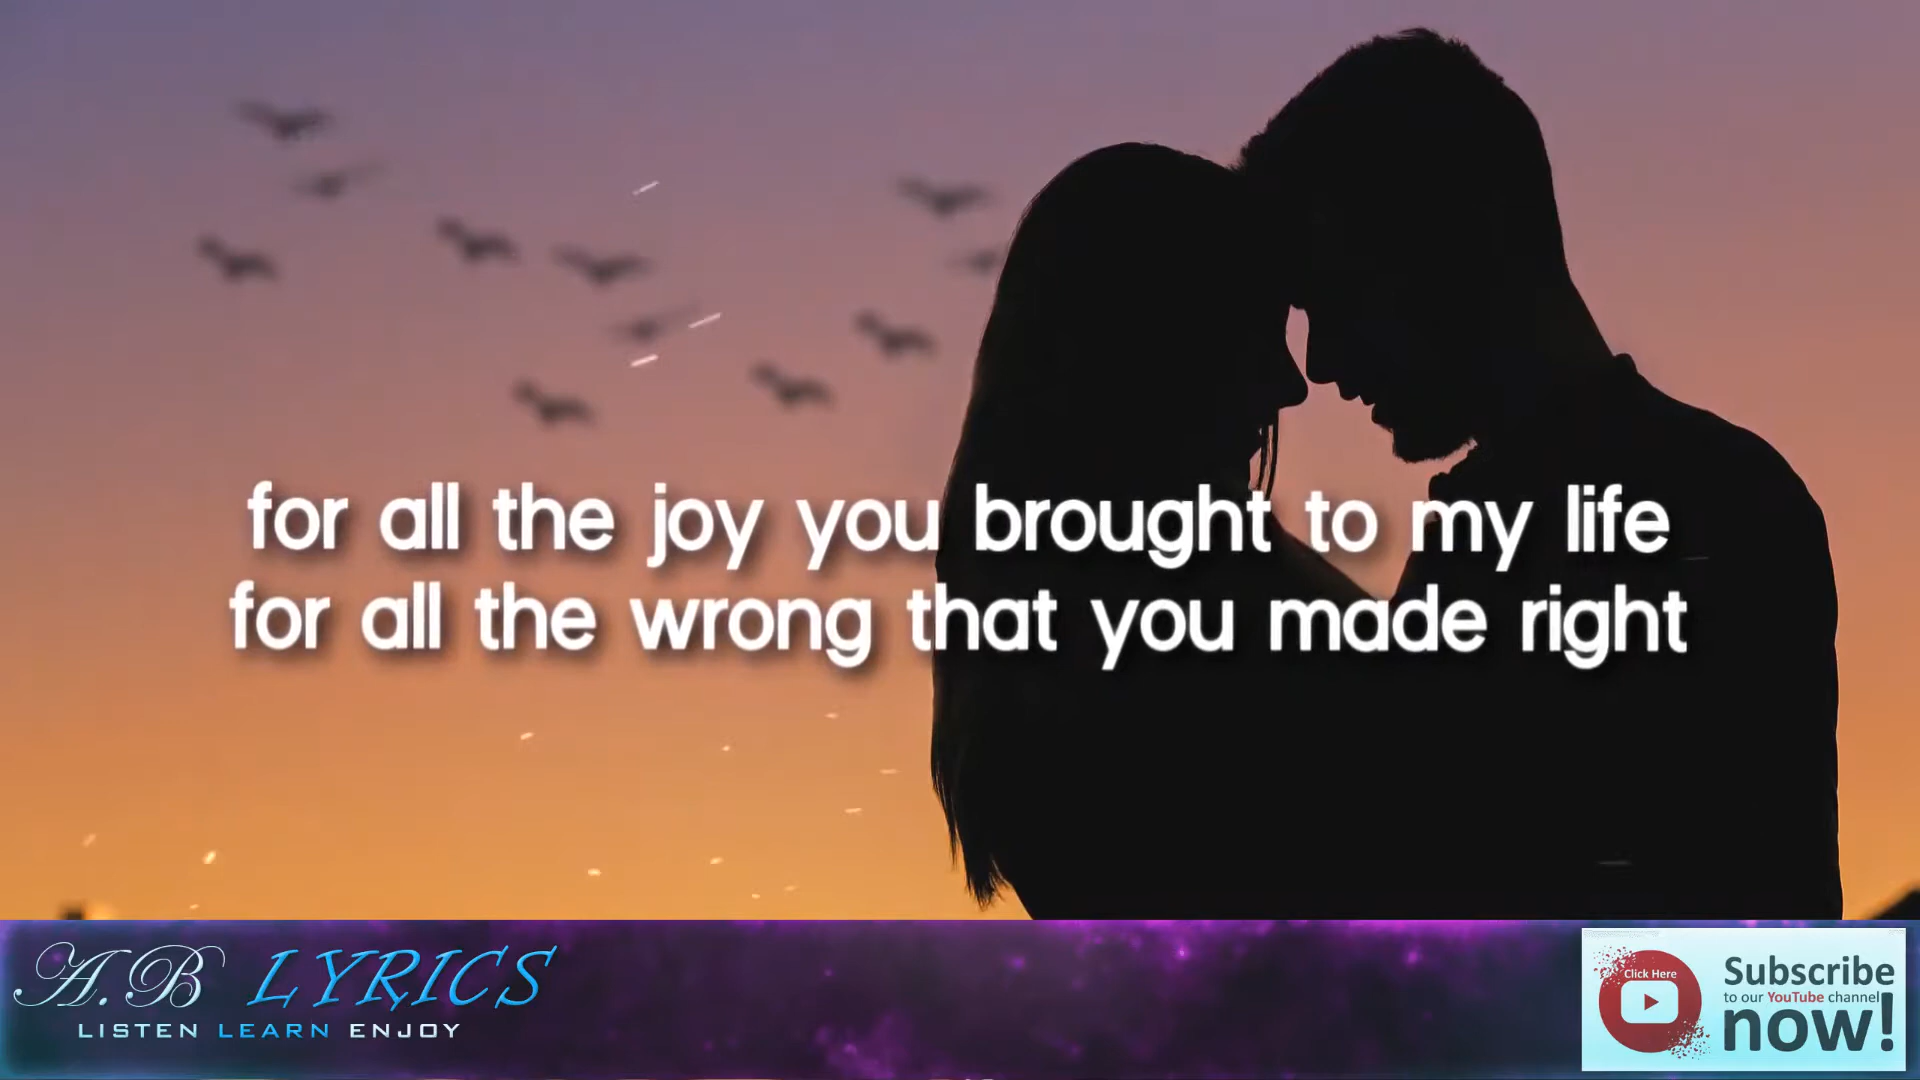 for all the joy you brought to my life
for all the wrong that you made right
A.B LYRICS
LISTEN LEARN ENJOY
Click Here
Subscribe
to our YouTube channel
now!